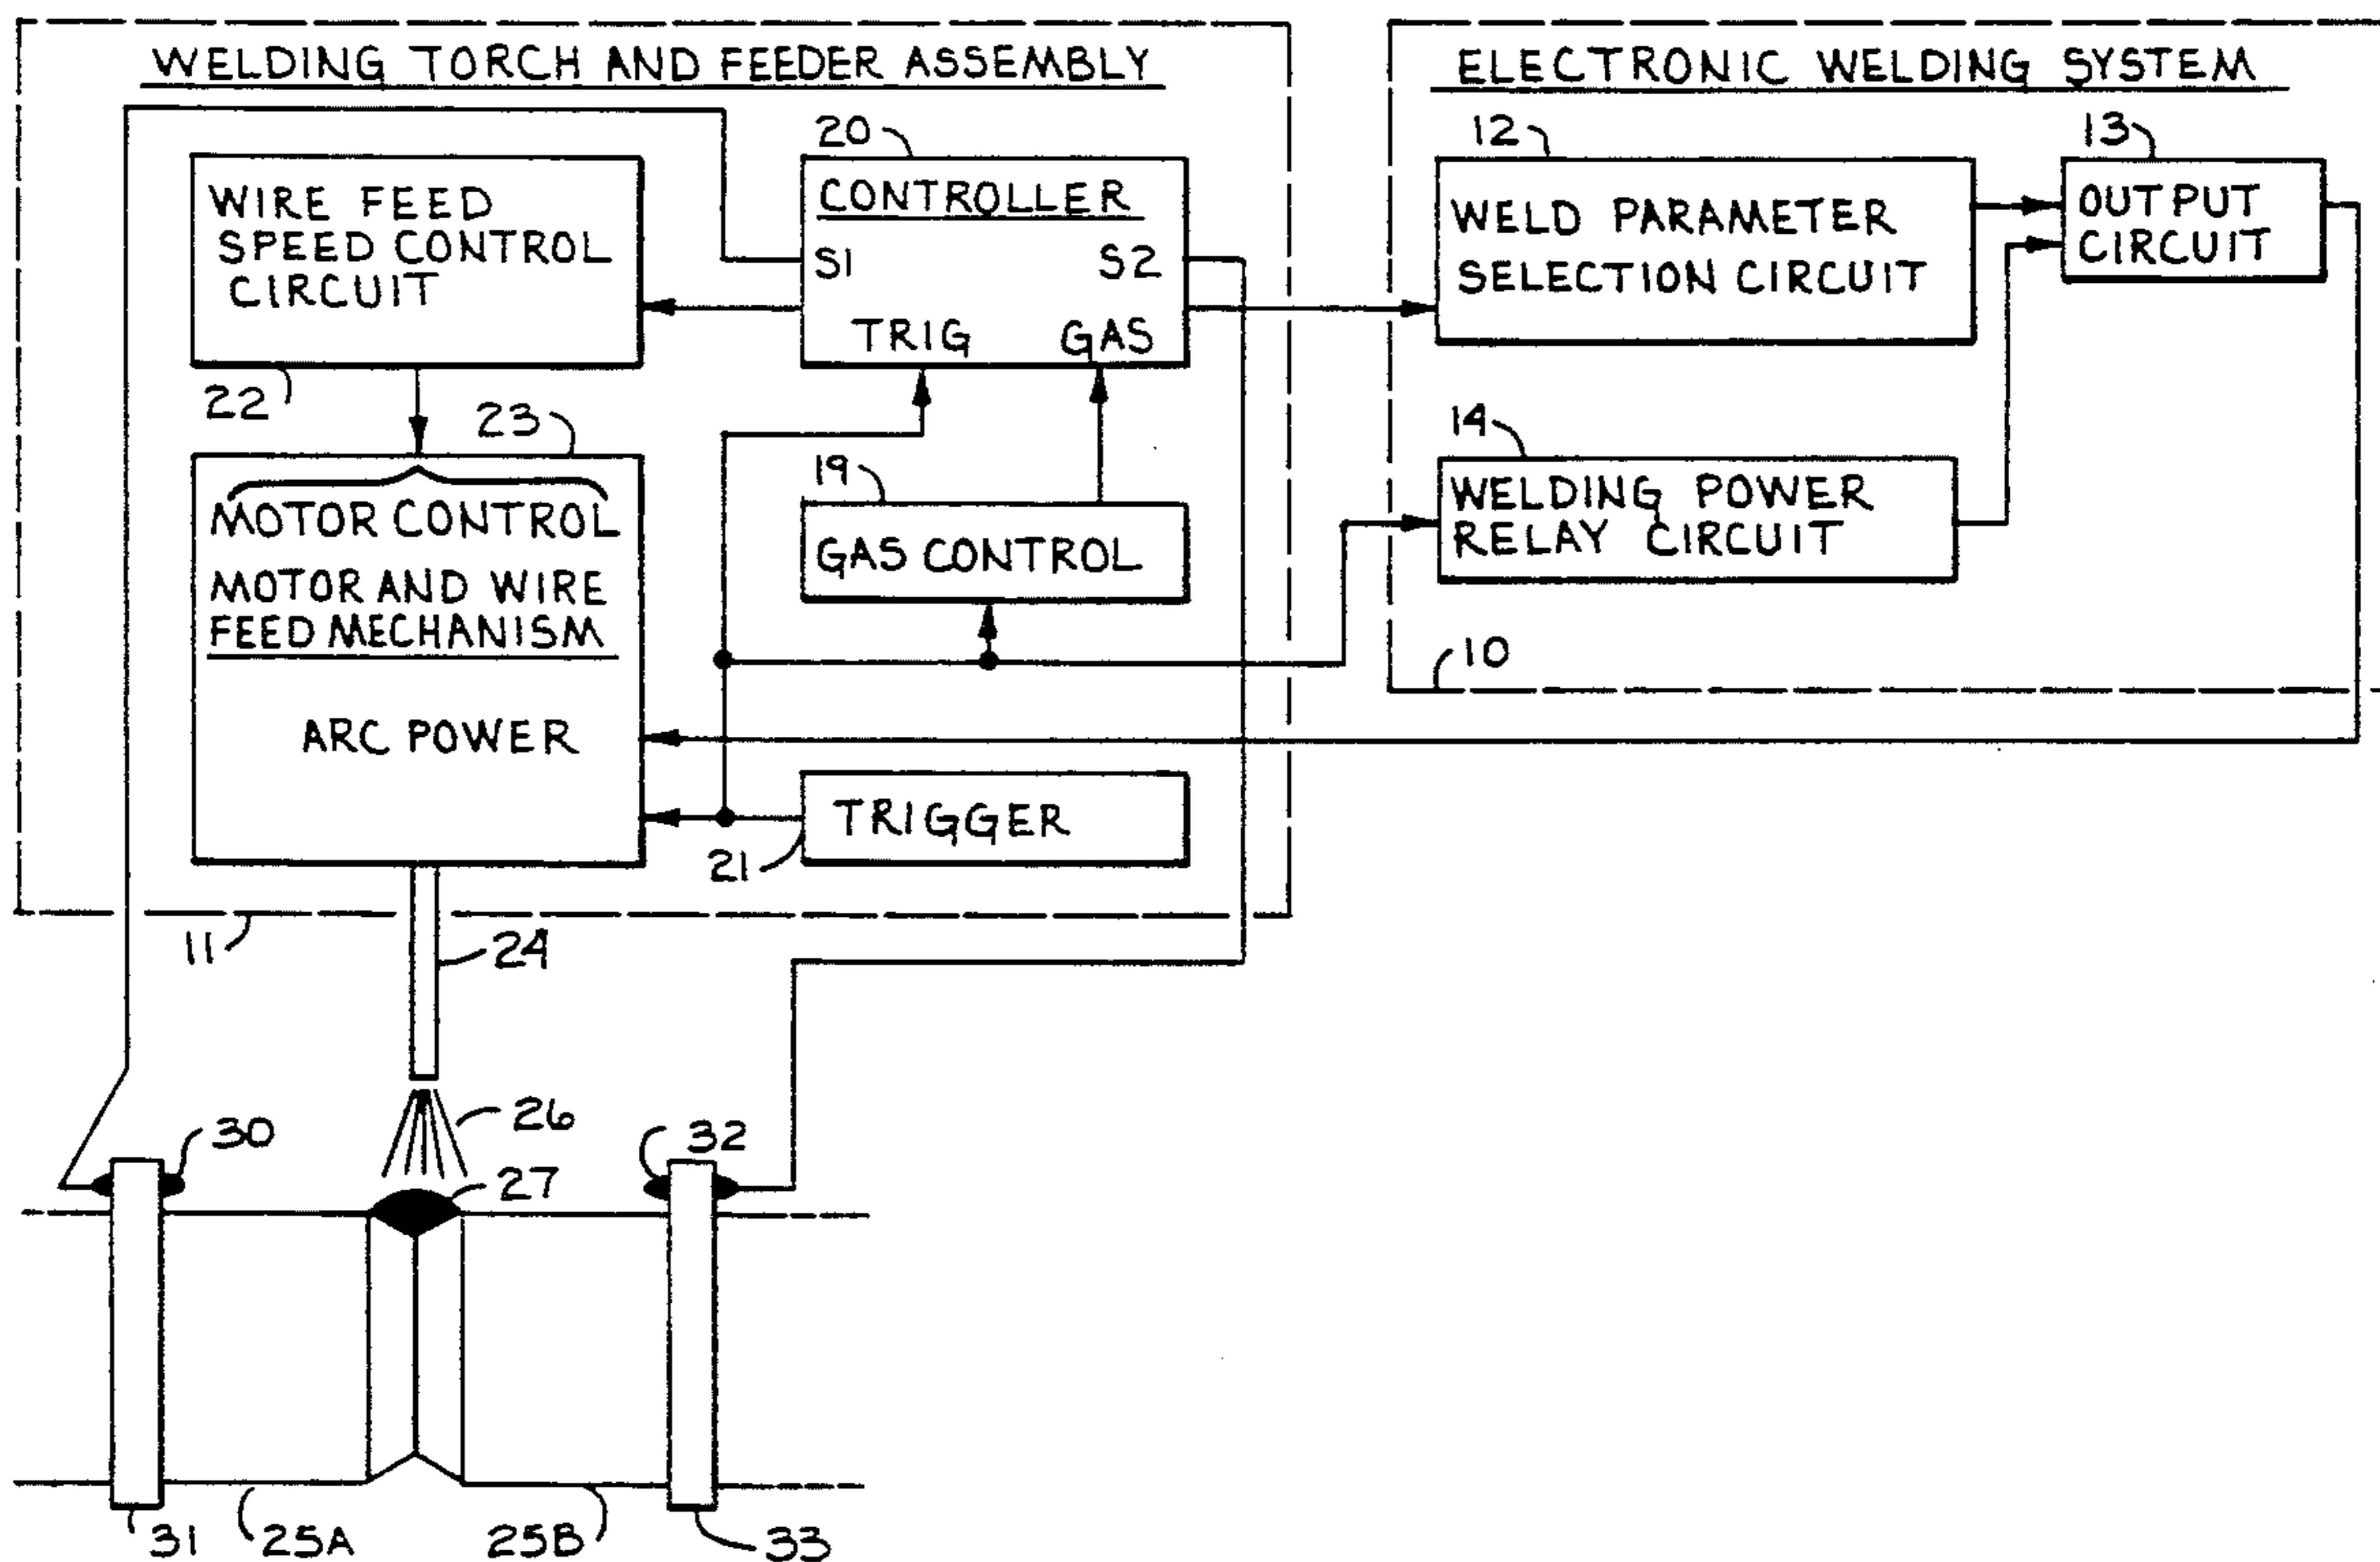 WELDING TORCH AND FEEDER ASSEMBLY
ELECTRONIC WELDING SYSTEM
20
12
13
WIRE FEED
SPEED CONTROL
CIRCUIT
CONTROLLER
S1
S2
TRIG
GAS
WELD PARAMETER
SELECTION CIRCUIT
OUTPUT
CIRCUIT
22
23
19
14
MOTOR CONTROL
MOTOR AND WIRE
FEED MECHANISM
ARC POWER
GAS CONTROL
WELDING POWER
RELAY CIRCUIT
10
TRIGGER
21
11
24
26
30
32
27
31
25A
25B
33